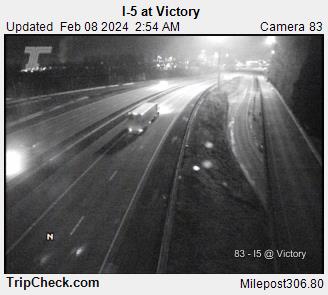 I-5 at Victory
Updated Feb 08 2024 2:54 AM Camera 83
T
N
83 - I5 @ Victory
TripCheck.com Milepost306.80